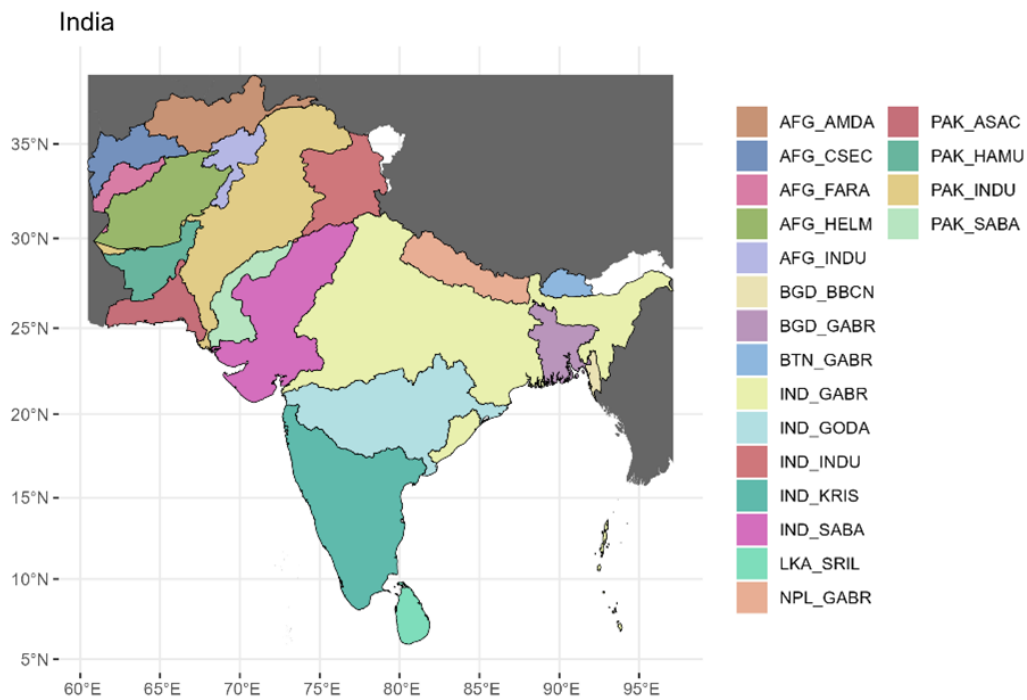 India
35°N
30°N
25°N
20°N
15°N
10°N
5°N
60°E
65°E
70°E
75°E
80°E
85°E
90°E
95°E
AFG_AMDA
AFG_CSEC
AFG_FARA
AFG_HELM
AFG_INDU
BGD_BBCN
BGD_GABR
BTN_GABR
IND_GABR
IND_GODA
IND_INDU
IND_KRIS
IND_SABA
LKA_SRIL
NPL_GABR
PAK_ASAC
PAK_HAMU
PAK_INDU
PAK_SABA